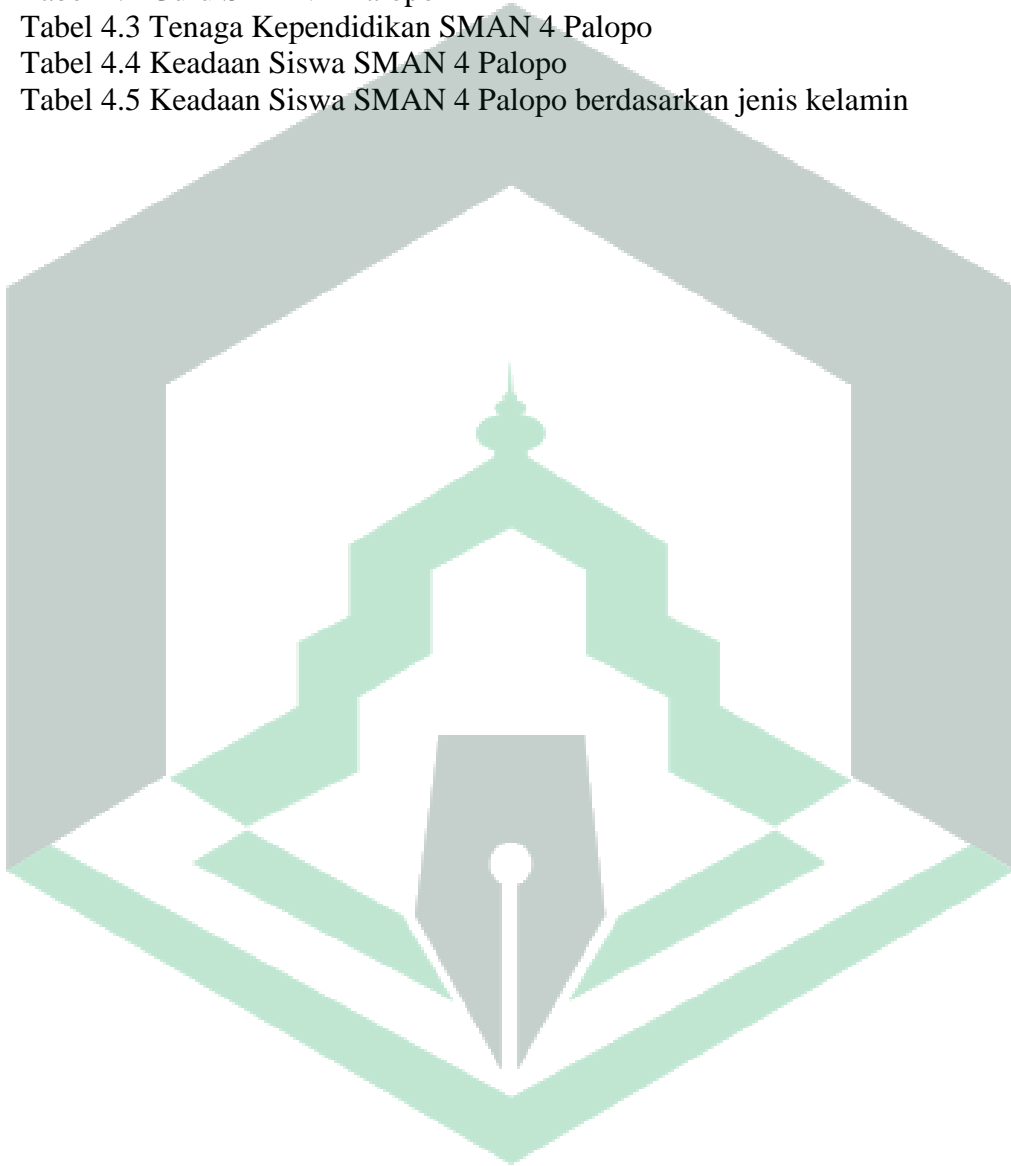 Tabel 4.3 Tenaga Kependidikan SMAN 4 Palopo
Tabel 4.4 Keadaan Siswa SMAN 4 Palopo
Tabel 4.5 Keadaan Siswa SMAN 4 Palopo berdasarkan jenis kelamin